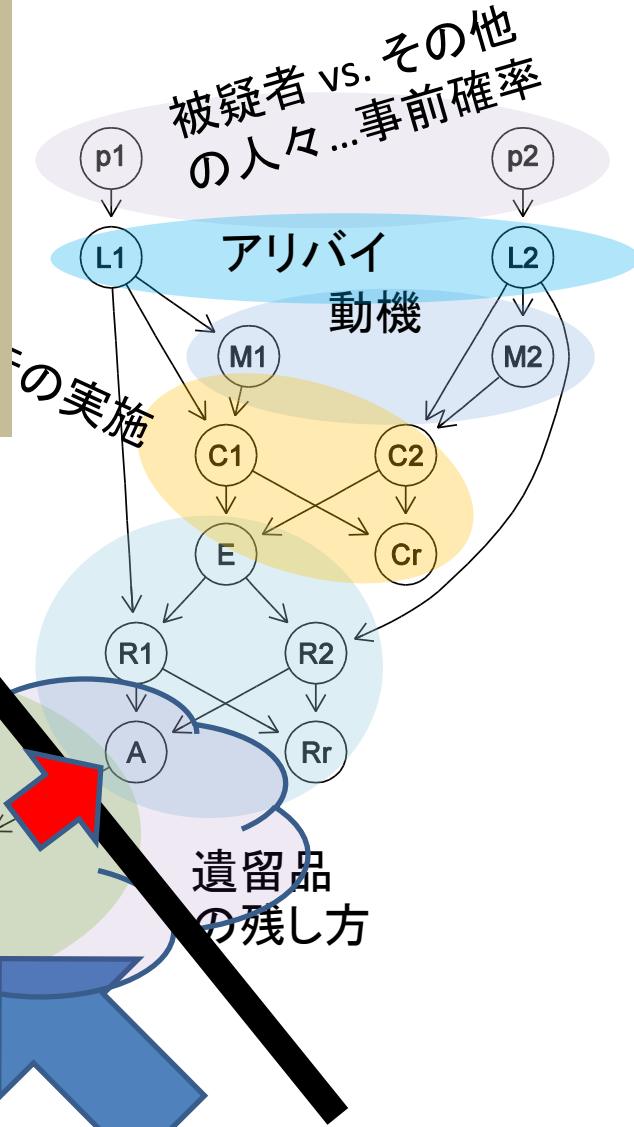 被疑者 vs. その他
の人々...事前確率
p1
p2
L1
アリバイ
L2
動機
M1
M2
の実施
C1
C2
E
Cr
R1
R2
A
Rr
遺留品
の残し方